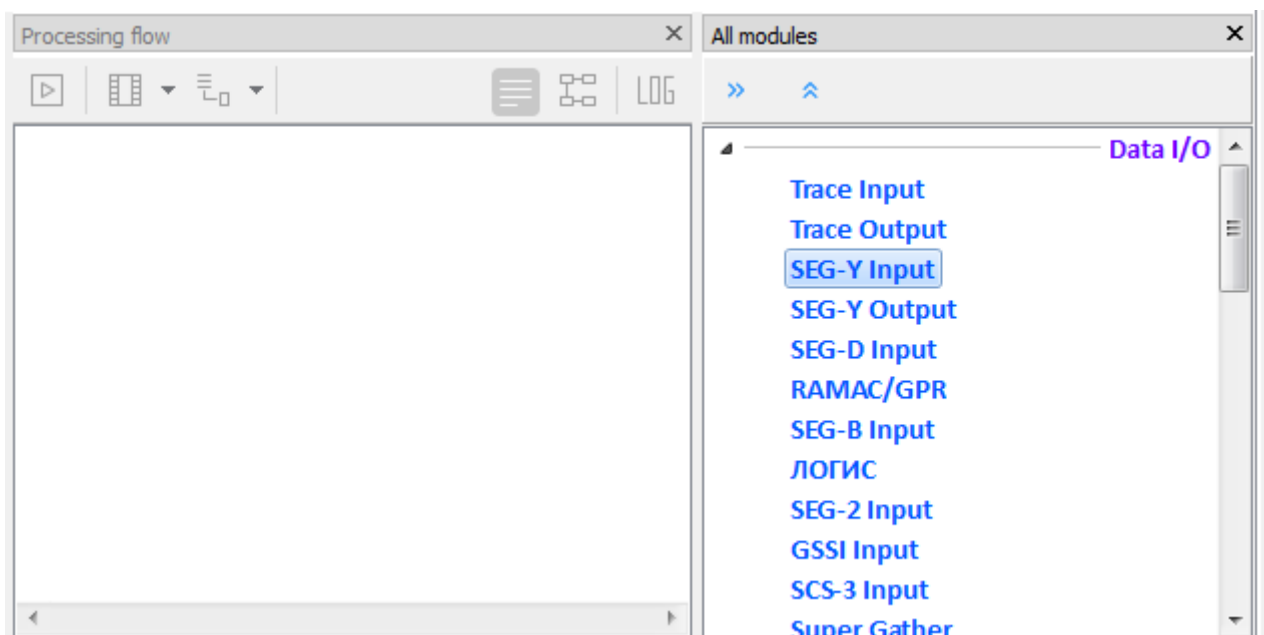 Processing flow
All modules
LOG
Data I/O
Trace Input
Trace Output
SEG-Y Input
SEG-Y Output
SEG-D Input
RAMAC/GPR
SEG-B Input
ЛОГИС
SEG-2 Input
GSSI Input
SCS-3 Input
Super Gather